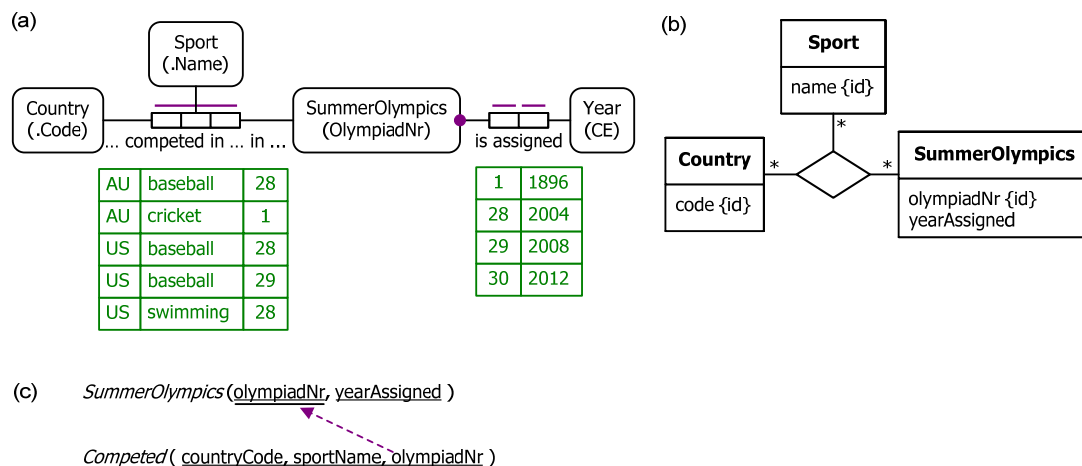 (a)
Sport
(.Name)
Country
(.Code)
SummerOlympics
(OlympiadNr)
Year
(CE)
... competed in ... in ...
is assigned
AU baseball 28
AU cricket 1
US baseball 28
US baseball 29
US swimming 28
1 1896
28 2004
29 2008
30 2012
(b)
Sport
name {id}
*
Country
code {id}
*
*
SummerOlympics
olympiadNr {id}
yearAssigned
(c)
SummerOlympics (olympiadNr, yearAssigned )
Competed ( countryCode, sportName, olympiadNr )